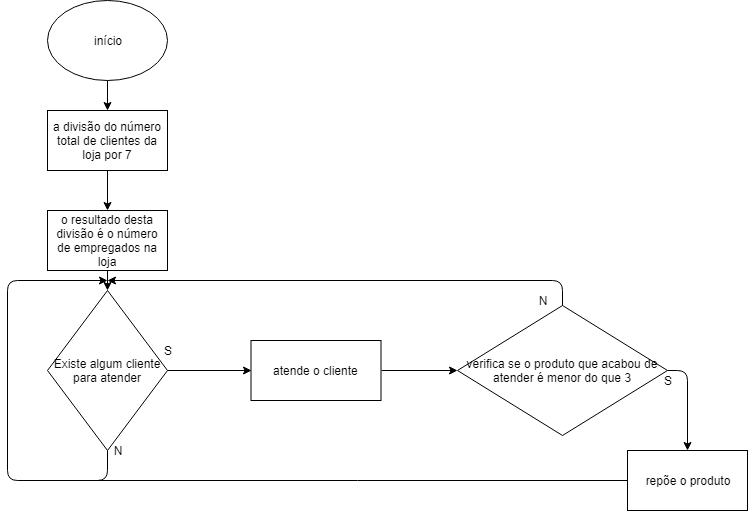 início
a divisão do número
total de clientes da
loja por 7
o resultado desta
divisão é o número
de empregados na
loja
N
S
Existe algum cliente
para atender
atende o cliente
verifica se o produto que acabou de
atender é menor do que 3
S
N
repõe o produto